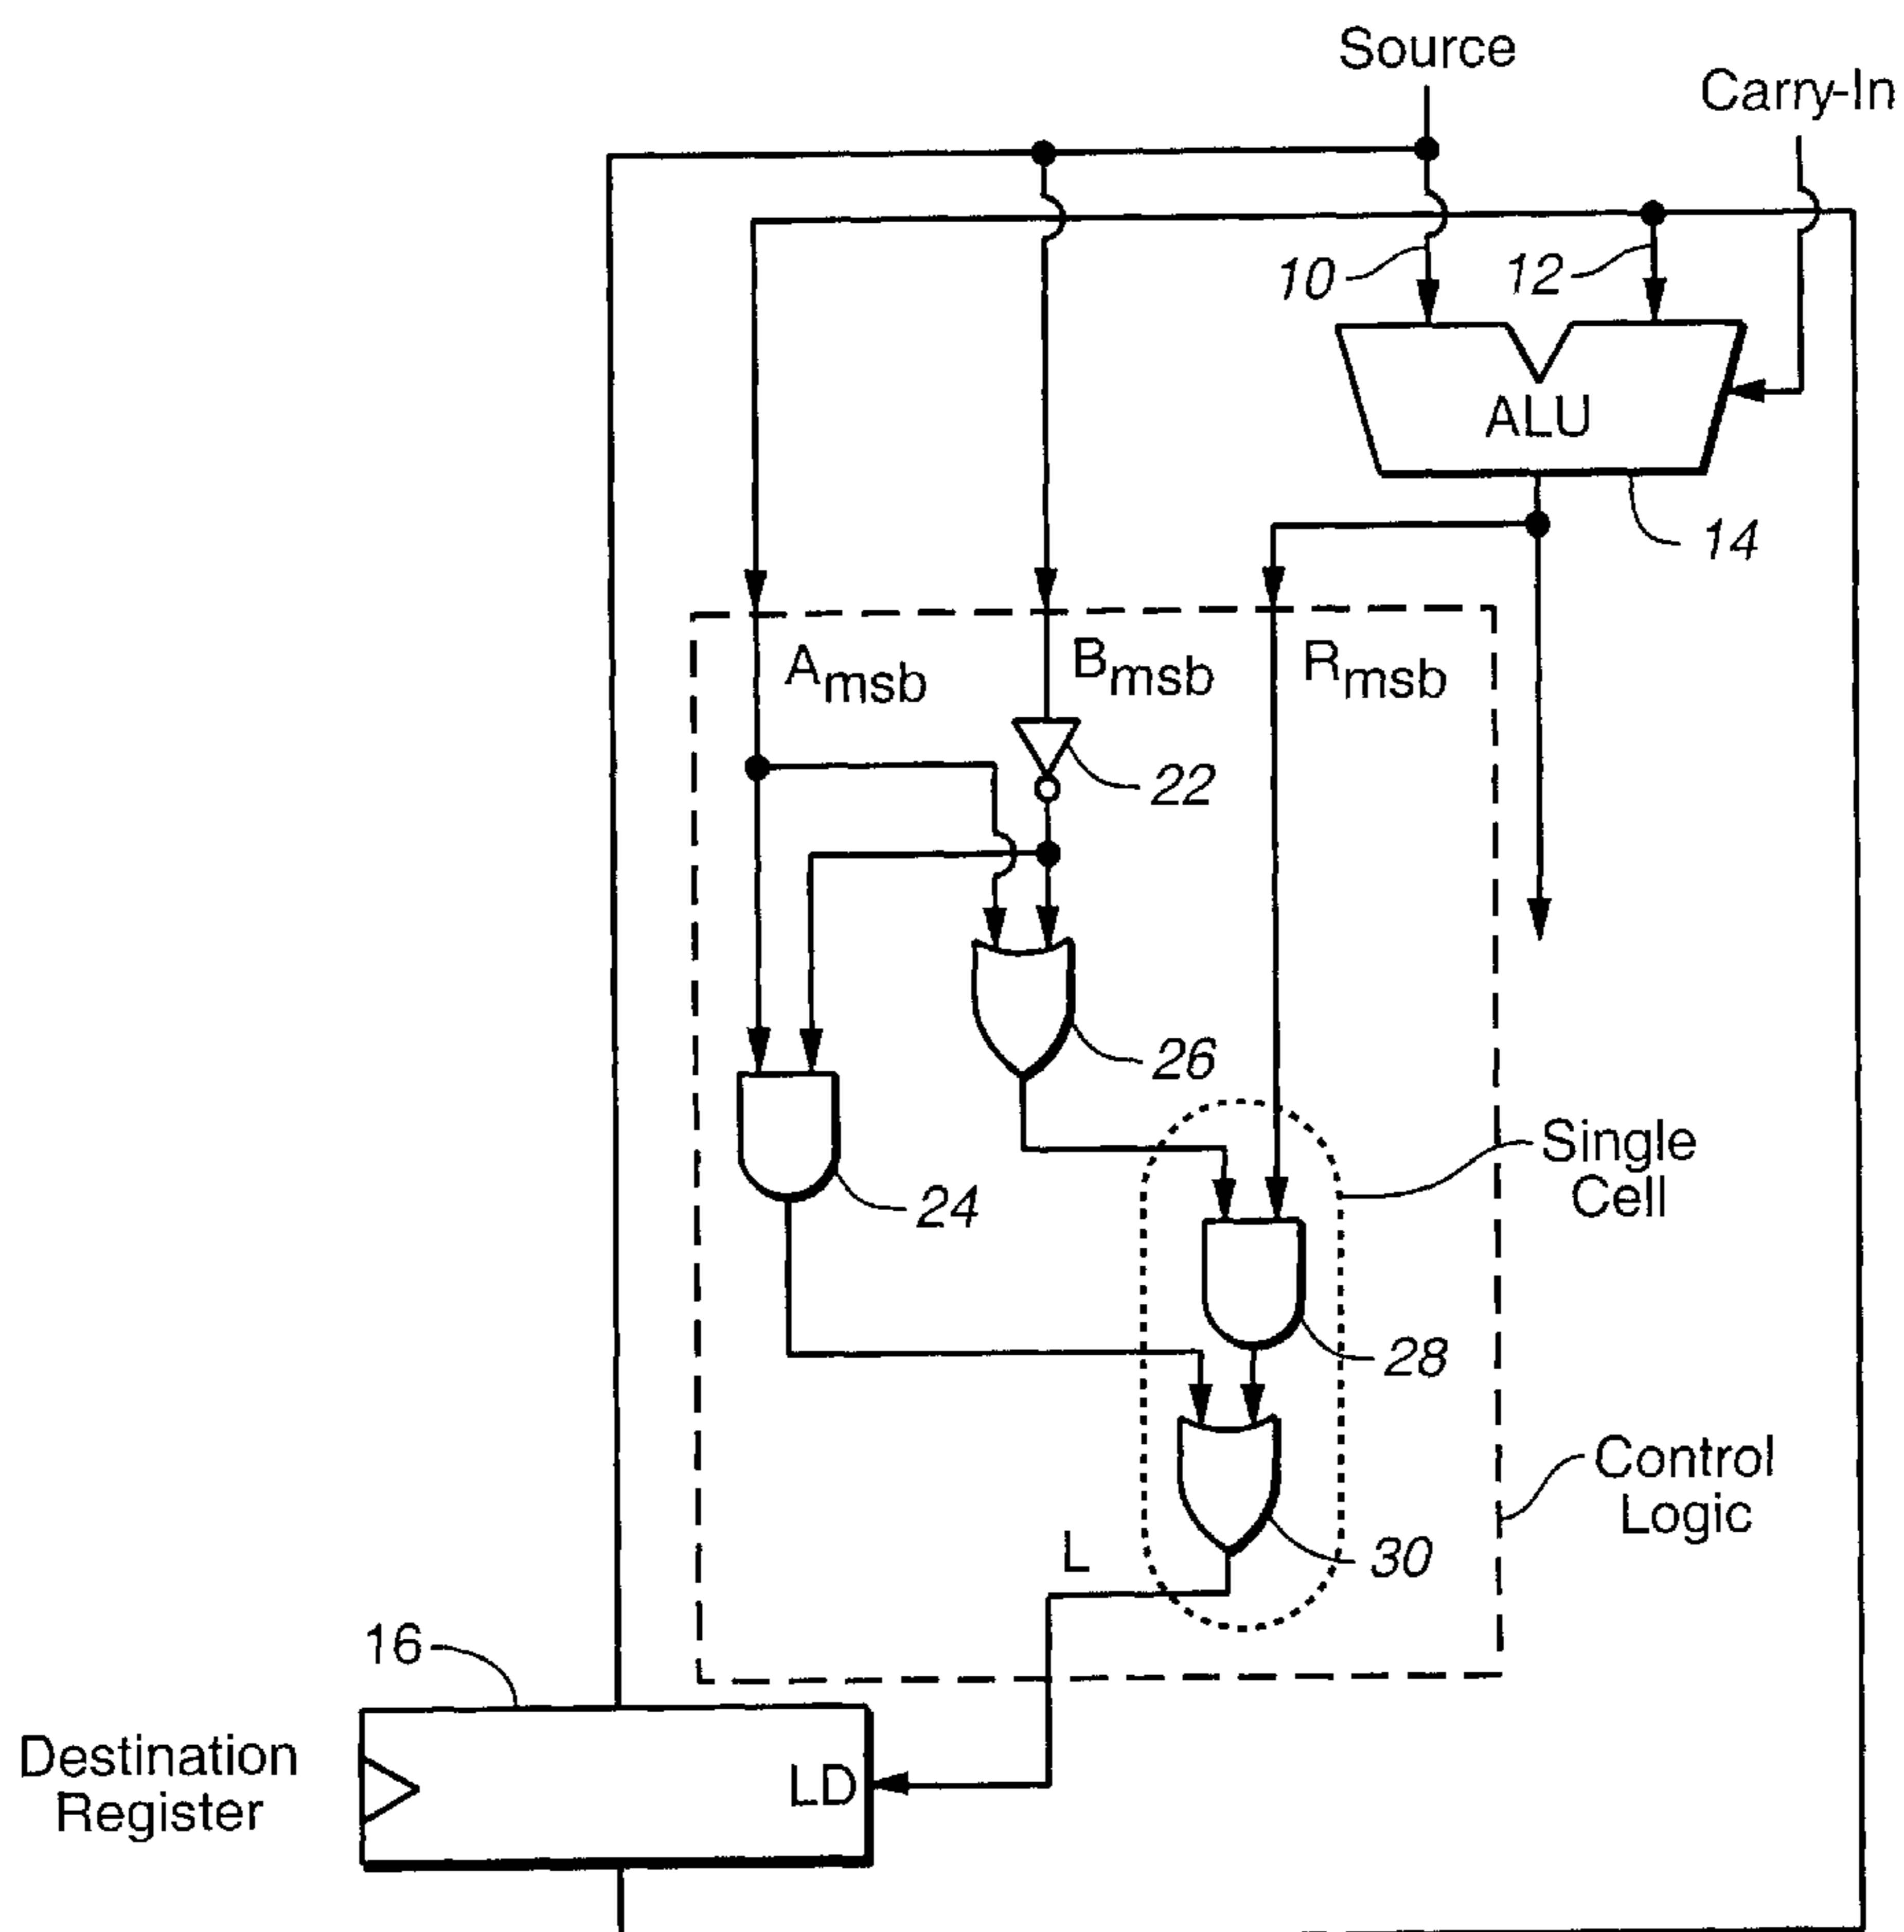 Source
Carry-In
10
12
ALU
14
Amsb
Bmsb
Rmsb
22
26
Single
Cell
24
28
Control
Logic
L
30
16
Destination
Register
LD